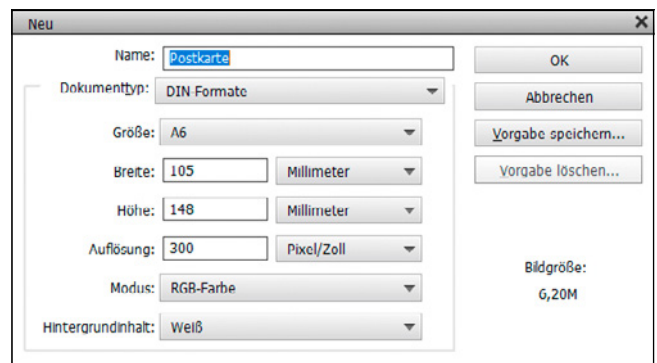 Neu
Name: Postkarte
Dokumenttyp: DIN-Formate
Größe: A6
Breite: 105 Millimeter
Höhe: 148 Millimeter
Auflösung: 300 Pixel/Zoll
Modus: RGB-Farbe
Hintergrundinhalt: Weiß
OK
Abbrechen
Vorgabe speichern...
Vorgabe löschen...
Bildgröße:
6,20M